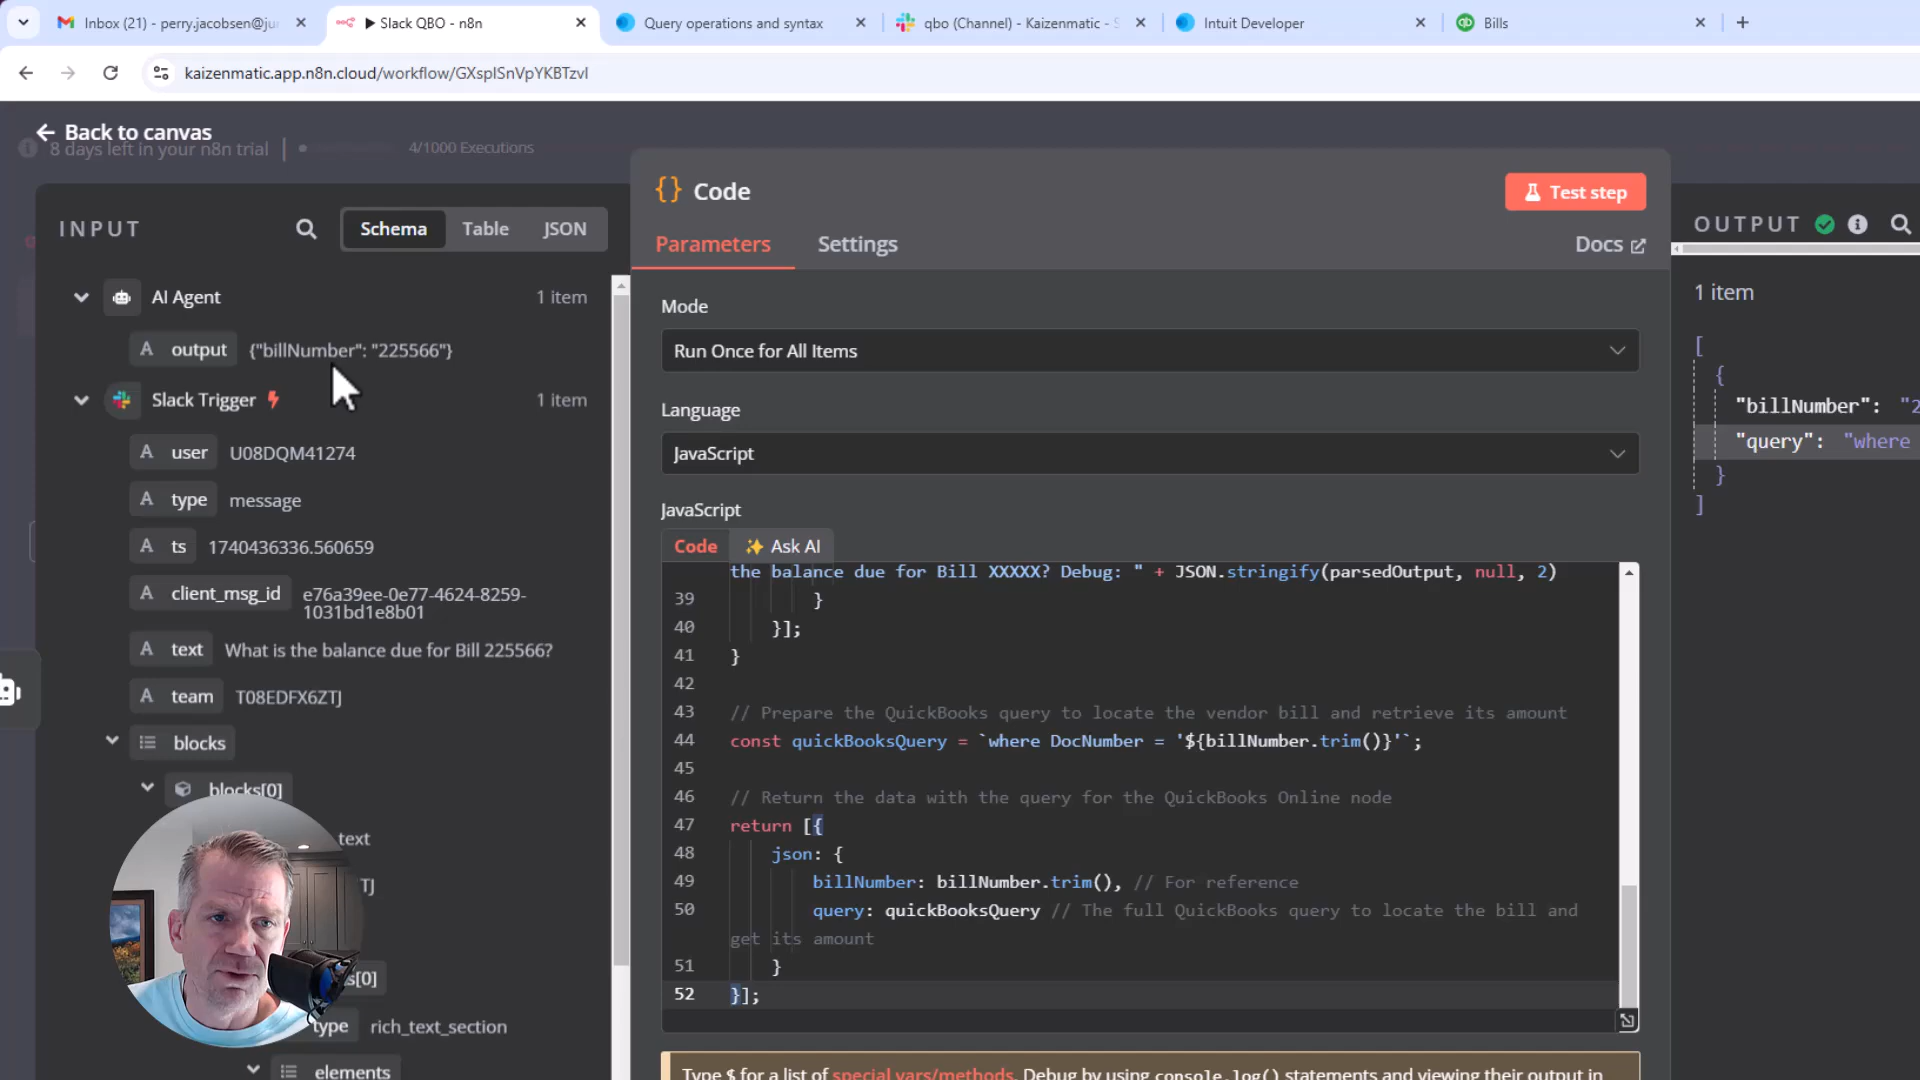 Inbox (21) - perry.jacobsen@ju
Slack QBO - n8n
Query operations and syntax
qbo (Channel) - Kaizenmatic - S
Intuit Developer
Bills
kaizenmatic.app.n8n.cloud/workflow/GXsplSnVpYKBTzvI
Back to canvas
8 days left in your n8n trial
4/1000 Executions
INPUT
Schema
Table
JSON
AI Agent
1 item
output
{"billNumber": "225566"}
Slack Trigger
1 item
user
U08DQM41274
type
message
ts
1740436336.560659
client_msg_id
e76a39ee-0e77-4624-8259-
1031bd1e8b01
text
What is the balance due for Bill 225566?
team
T08EDFX6ZTJ
blocks
blocks[0]
text
TJ
s[0]
type
rich_text_section
elements
Code
Test step
Parameters
Settings
Docs
Mode
Run Once for All Items
Language
JavaScript
JavaScript
Code
Ask AI
the balance due for Bill XXXXX? Debug: " + JSON.stringify(parsedOutput, null, 2)
39 }
40 }];
41 }
42
43 // Prepare the QuickBooks query to locate the vendor bill and retrieve its amount
44 const quickBooksQuery = `where DocNumber = '${billNumber.trim()}'`;
45
46 // Return the data with the query for the QuickBooks Online node
47 return [{
48 json: {
49 billNumber: billNumber.trim(), // For reference
50 query: quickBooksQuery // The full QuickBooks query to locate the bill and
get its amount
51 }
52 }];
Type $ for a list of special vars/methods. Debug by using console.log() statements and viewing their output in
OUTPUT
1 item
[
{
"billNumber": "2
"query": "where
}
]